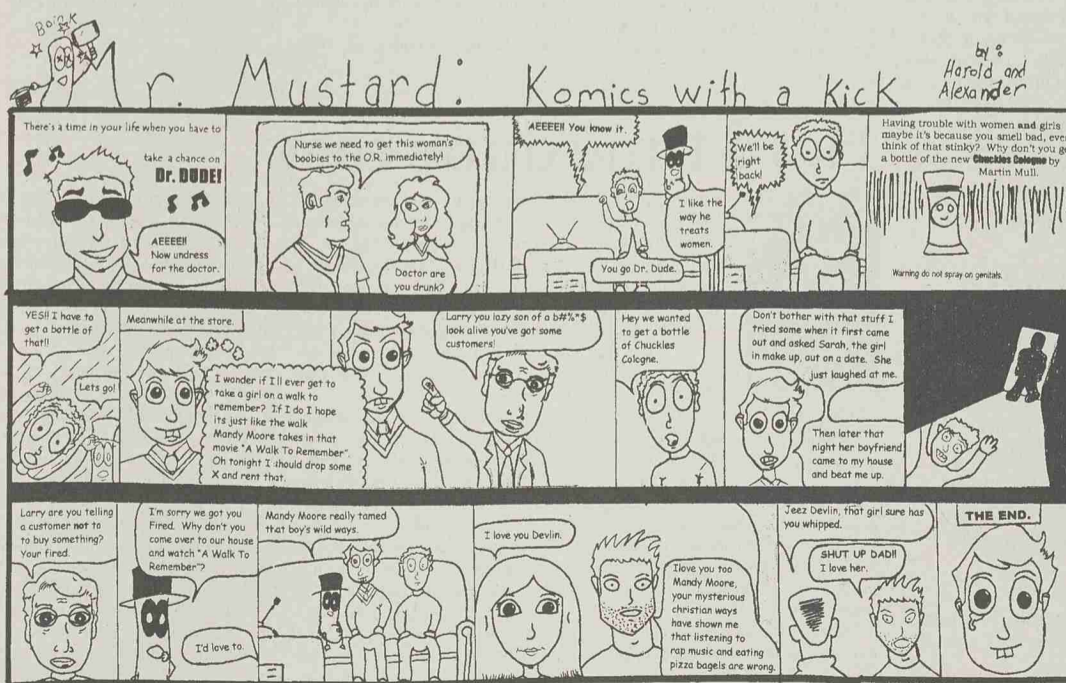 Boink
Mr. Mustard: Komics with a Kick
by:
Harold and
Alexander
There's a time in your life when you have to
take a chance on
Dr. DUDE!
AEEEE!!
Now undress
for the doctor.
Nurse we need to get this woman's
boobies to the O.R. immediately!
Doctor are
you drunk?
AEEEE!! You know it.
I like the
way he
treats
women.
You go Dr. Dude.
We'll be
right
back!
Having trouble with women and girls
maybe it's because you smell bad, ever
think of that stinky? Why don't you get
a bottle of the new Chuckles Cologne by
Martin Mull.
Warning do not spray on genitals.
YES!! I have to
get a bottle of
that!!
Lets go!
Meanwhile at the store.
I wonder if I ll ever get to
take a girl on a walk to
remember? If I do I hope
its just like the walk
Mandy Moore takes in that
movie "A Walk To Remember".
Oh tonight I should drop some
X and rent that.
Larry you lazy son of a b#%"$
look alive you've got some
customers!
Hey we wanted
to get a bottle
of Chuckles
Cologne.
Don't bother with that stuff I
tried some when it first came
out and asked Sarah, the girl
in make up, out on a date. She
just laughed at me.
Then later that
night her boyfriend
came to my house
and beat me up.
Larry are you telling
a customer not to
to buy something?
Your fired.
I'm sorry we got you
Fired. Why don't you
come over to our house
and watch "A Walk To
Remember"?
I'd love to.
Mandy Moore really tamed
that boy's wild ways.
I love you Devlin.
I love you too
Mandy Moore,
your mysterious
christian ways
have shown me
that listening to
rap music and eating
pizza bagels are wrong.
Jeez Devlin, that girl sure has
you whipped.
SHUT UP DAD!!
I love her.
THE END.